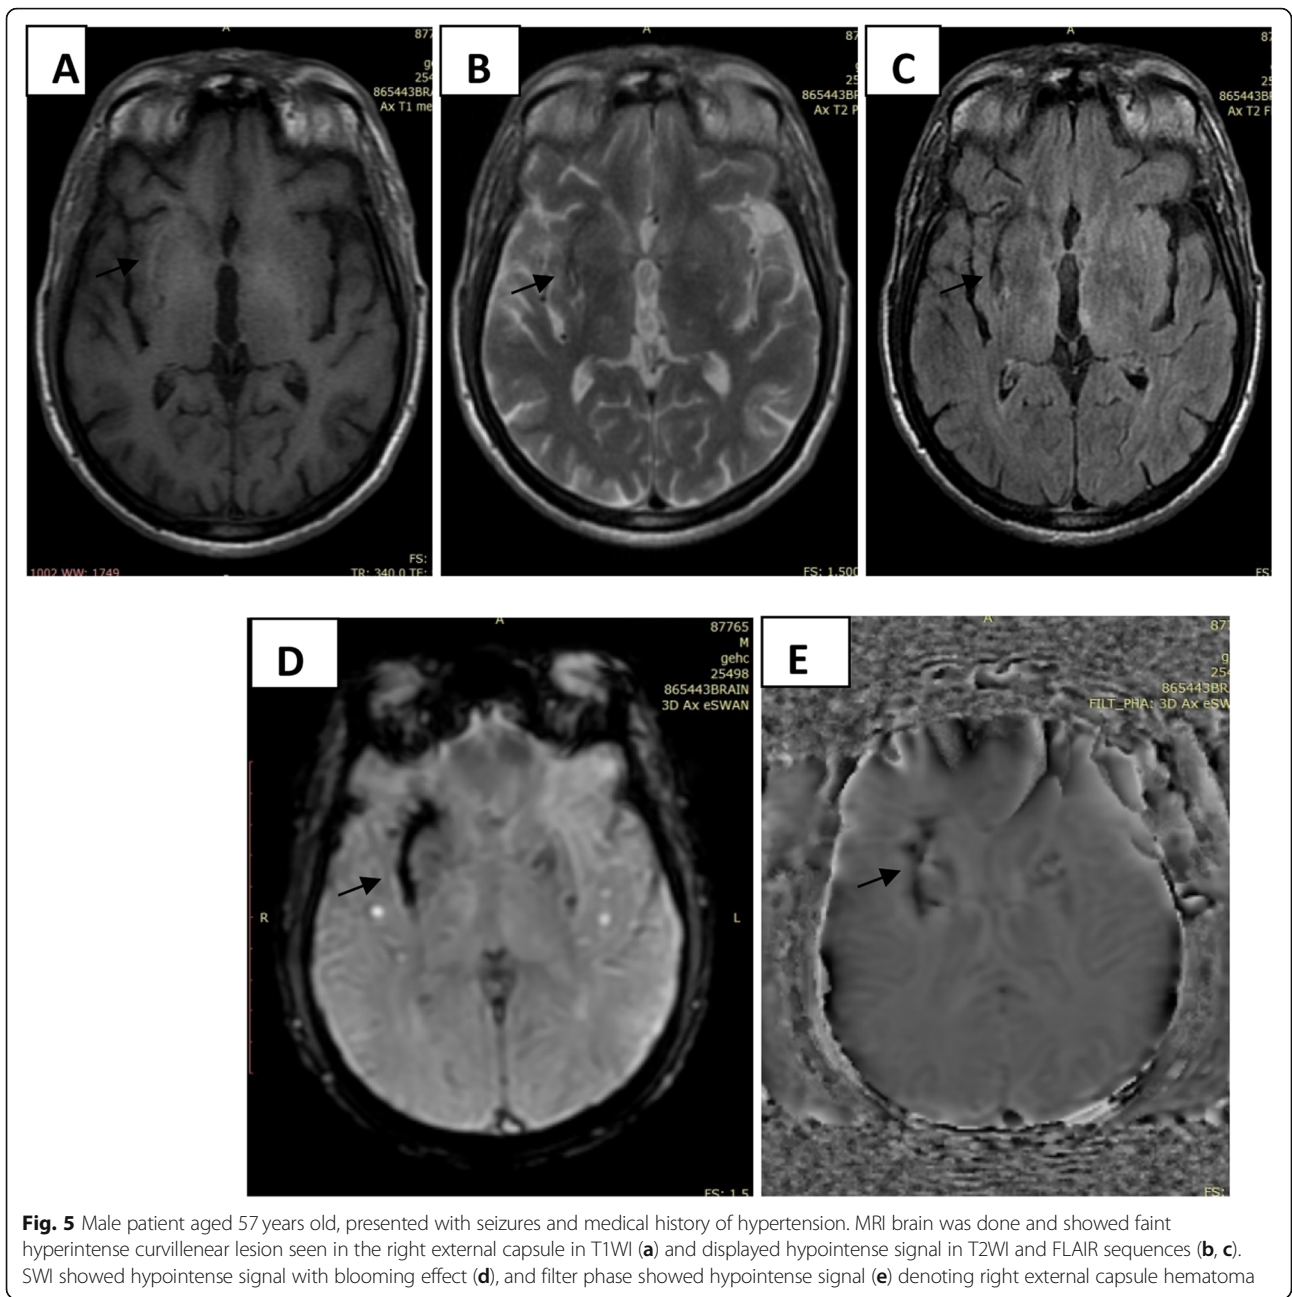 A
A
877
g
254
865443BRA
Ax T1 me
1002 WW: 1749
FS:
TR: 340.0 TE:
B
A
87
g
25
865443BR
Ax T2 P
FS: 1.500
C
A
87
g
25
865443BR
Ax T2 F
FS
D
A
87765
M
gehc
25498
865443BRAIN
3D Ax eSWAN
R
L
FS: 1.5
E
A
877
g
254
865443BR
FILT_PHA: 3D Ax eSW
FS:
Fig. 5 Male patient aged 57 years old, presented with seizures and medical history of hypertension. MRI brain was done and showed faint
hyperintense curvillenear lesion seen in the right external capsule in T1WI (a) and displayed hypointense signal in T2WI and FLAIR sequences (b, c).
SWI showed hypointense signal with blooming effect (d), and filter phase showed hypointense signal (e) denoting right external capsule hematoma